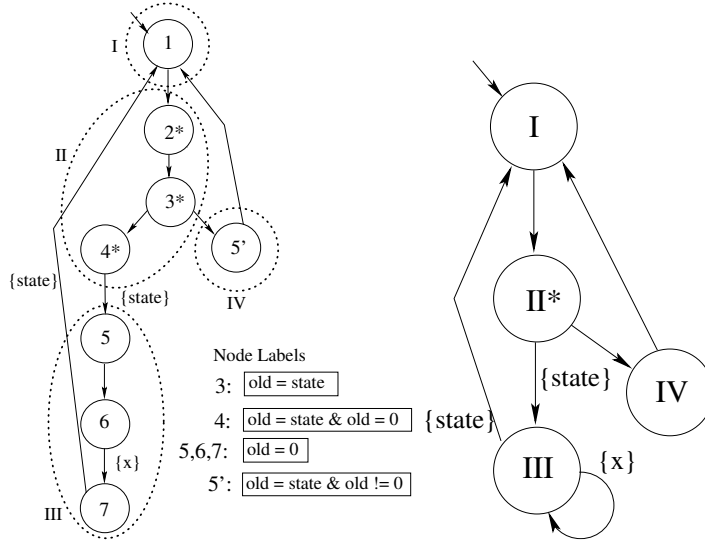 I
1
II
2*
3*
4*
5'
IV
{state}
{state}
5
6
{x}
7
III
Node Labels
3: old = state
4: old = state & old = 0
5,6,7: old = 0
5': old = state & old != 0
I
II*
{state}
IV
{state}
III
{x}